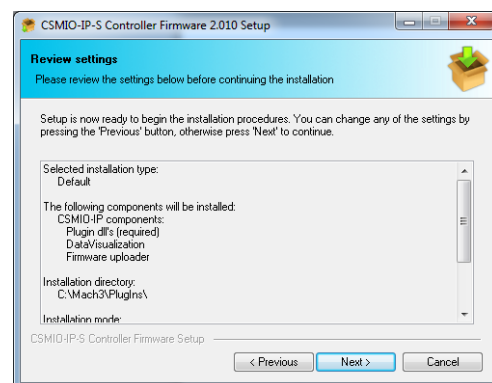 CSMIO-IP-S Controller Firmware 2.010 Setup
Review settings
Please review the settings below before continuing the installation
Setup is now ready to begin the installation procedures. You can change any of the settings by
pressing the 'Previous' button, otherwise press 'Next' to continue.
Selected installation type:
Default
The following components will be installed:
CSMIO-IP components:
Plugin dll's (required)
DataVisualization
Firmware uploader
Installation directory:
C:\Mach3\PlugIns\
Installation mode:
CSMIO-IP-S Controller Firmware Setup
< Previous
Next >
Cancel